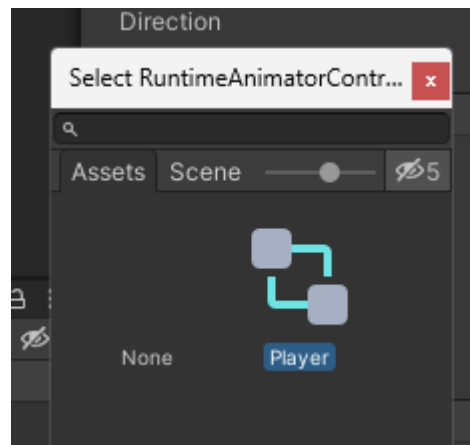 Direction
Select RuntimeAnimatorContr...
x
Assets Scene 5
None Player